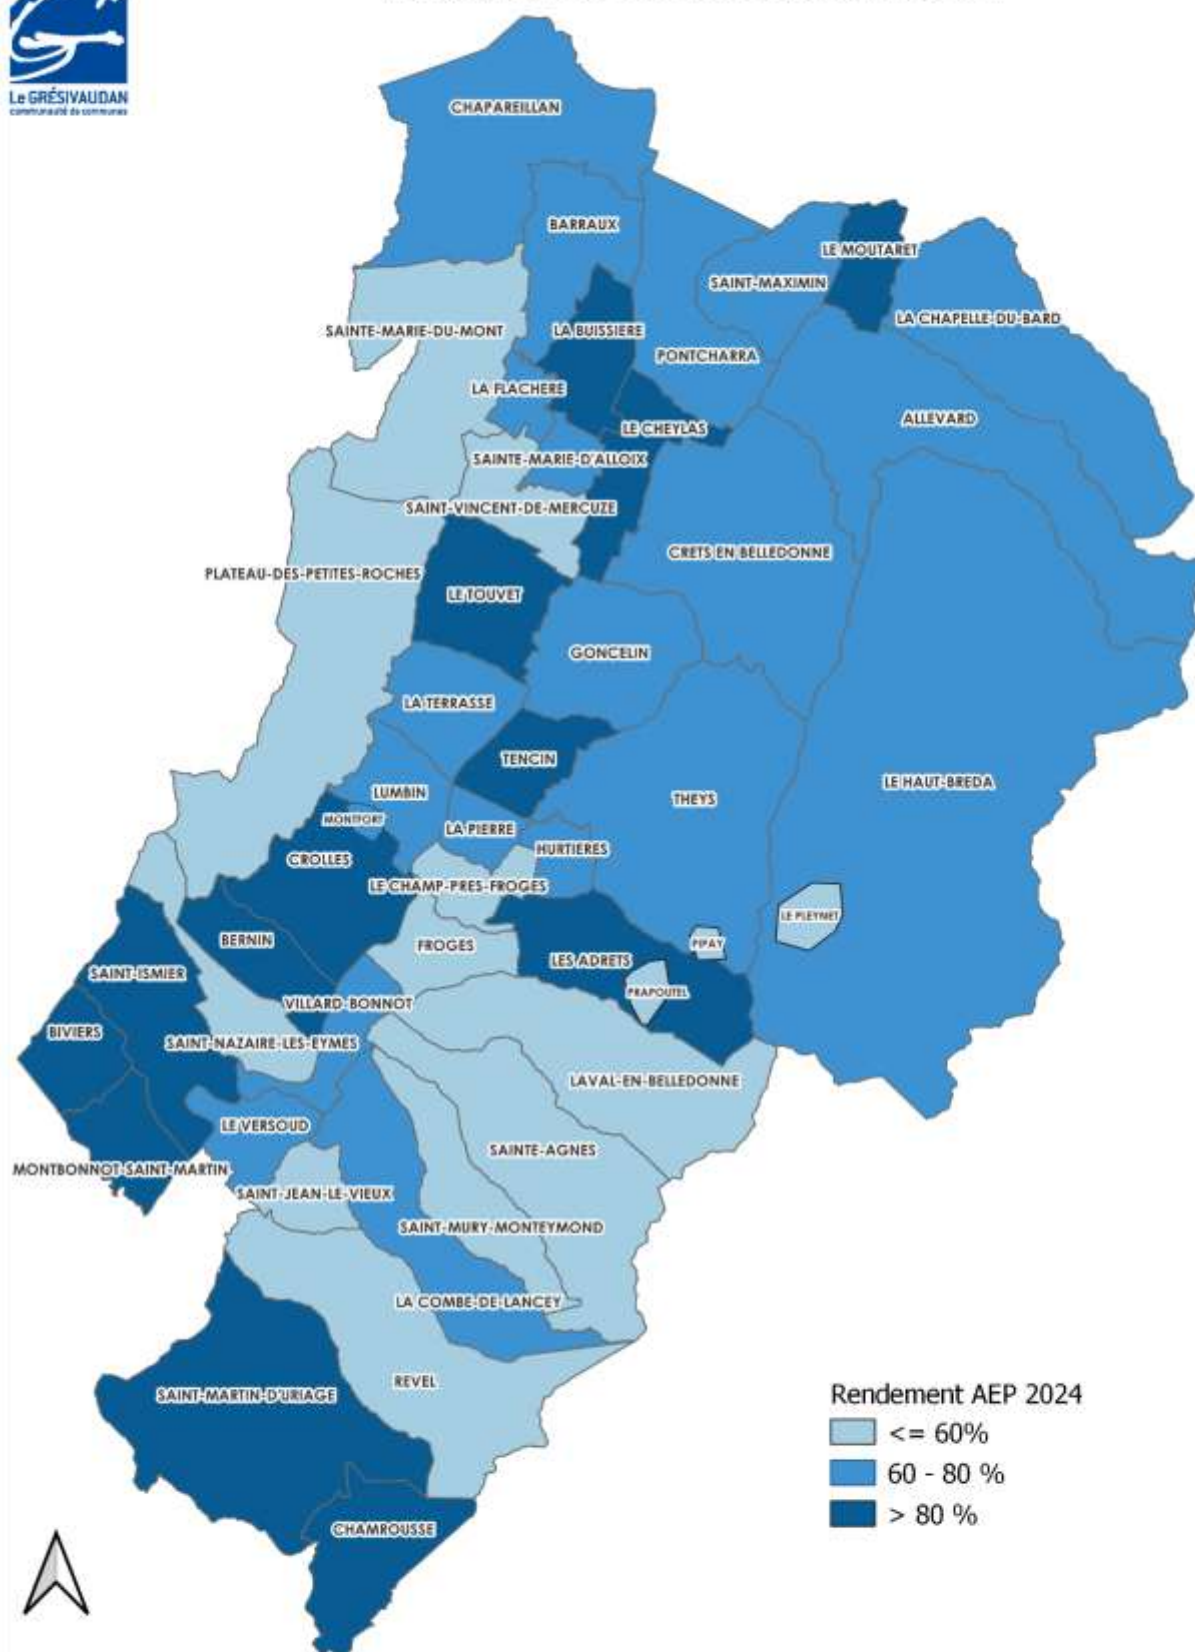 Le GRÉSIVAUDAN
communauté de communes
CHAPAREILLAN
BARRAUX
LE MOUTARET
SAINT-MAXIMIN
LA CHAPELLE-DU-BARD
SAINTE-MARIE-DU-MONT
LA BUISSIERE
PONTCHARRA
LA FLACHERE
ALLEVARD
LE CHEYLAS
SAINTE-MARIE-D'ALLOIX
SAINT-VINCENT-DE-MERCUZE
CRETS EN BELLEDONNE
PLATEAU-DES-PETITES-ROCHES
LE TOUVET
GONCELIN
LA TERRASSE
TENCIN
LE HAUT-BREDA
LUMBIN
THEYS
MONTFORT
LA PIERRE
HURTIERES
CROLLES
LE CHAMP-PRES-FROGES
LE PLEYNET
BERNIN
FROGES
PIPAY
LES ADRETS
SAINT-ISMIER
PRAPOUTEL
VILLARD-BONNOT
BIVIERS
SAINT-NAZAIRE-LES-EYMES
LAVAL-EN-BELLEDONNE
LE VERSOUD
SAINTE-AGNES
MONTBONNOT-SAINT-MARTIN
SAINT-JEAN-LE-VIEUX
SAINT-MURY-MONTEYMOND
LA COMBE-DE-LANCEY
REVEL
SAINT-MARTIN-D'URIAGE
CHAMROUSSE
Rendement AEP 2024
<= 60%
60 - 80 %
> 80 %